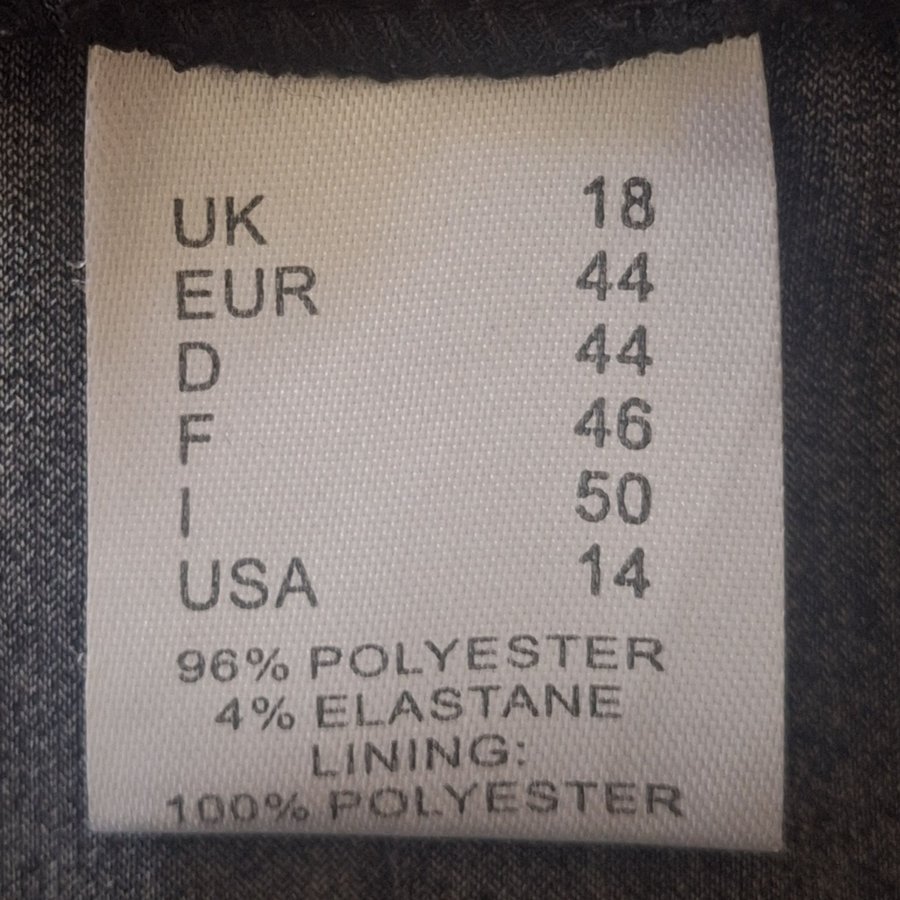 UK 18
EUR 44
D 44
F 46
I 50
USA 14
96% POLYESTER
4% ELASTANE
LINING:
100% POLYESTER